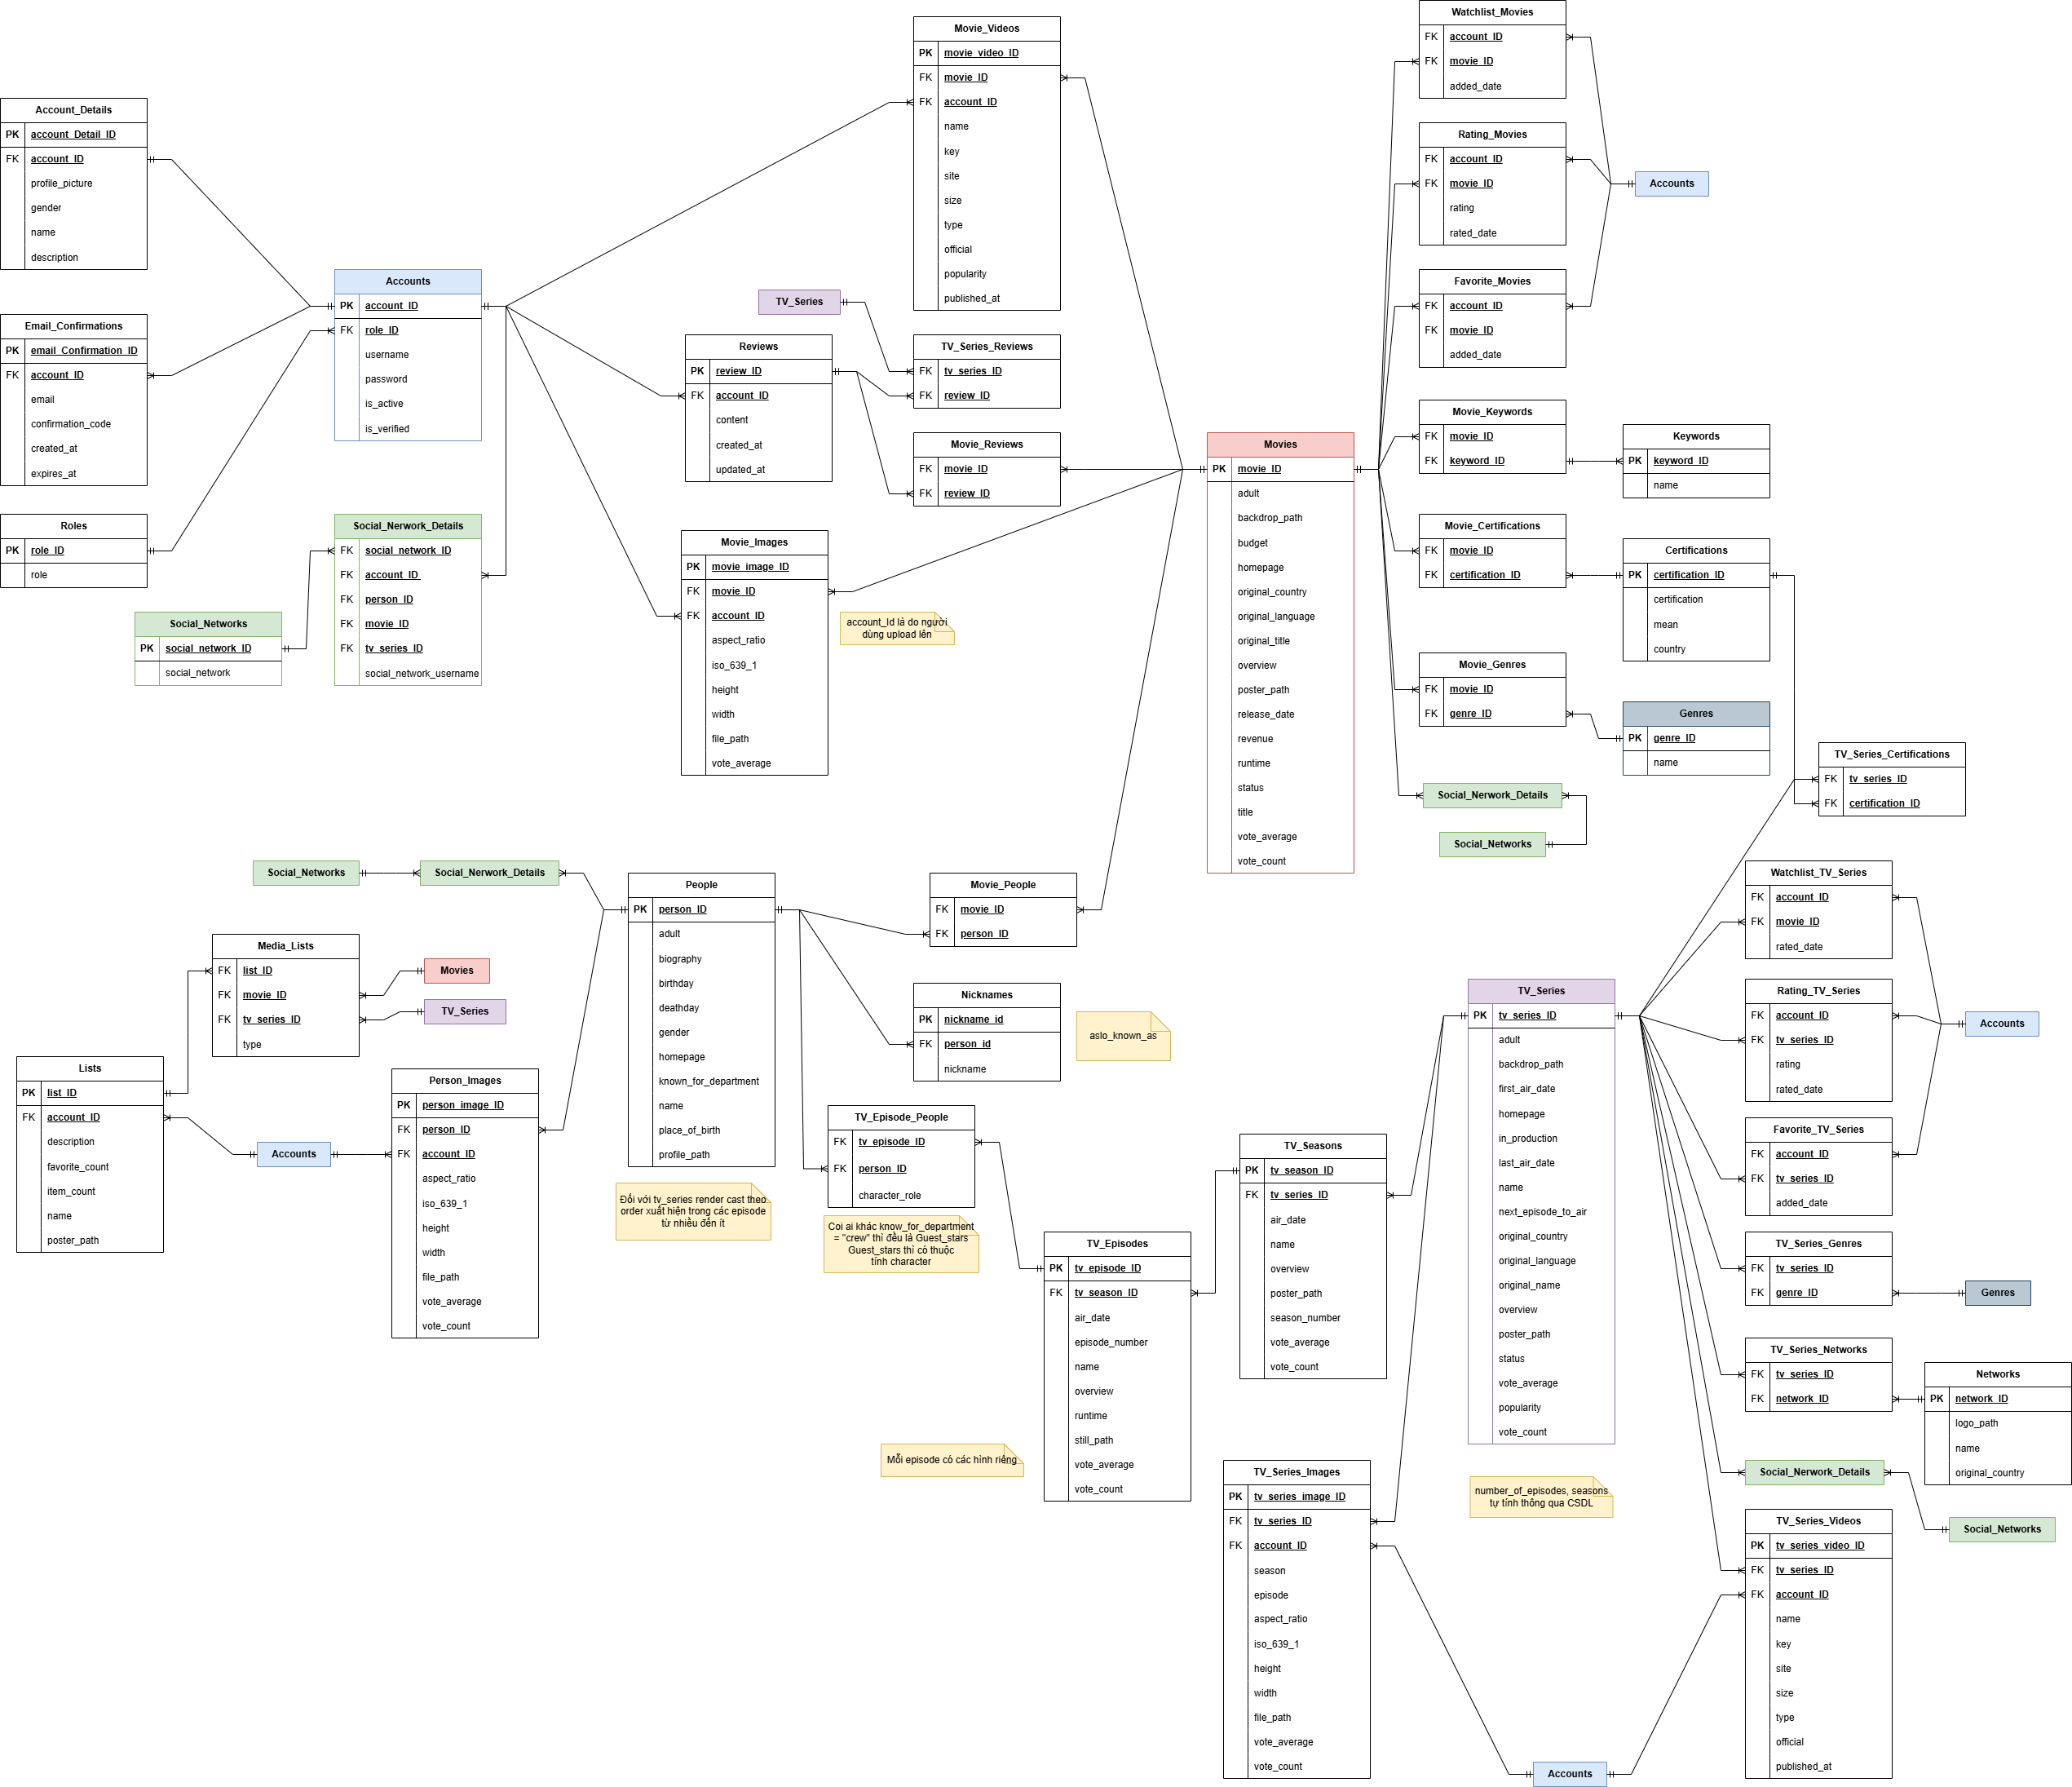 Movie_Videos
PK movie_video_ID
FK movie_ID
FK account_ID
name
key
site
size
type
official
popularity
published_at
Watchlist_Movies
FK account_ID
FK movie_ID
added_date
Account_Details
PK account_Detail_ID
FK account_ID
profile_picture
gender
name
description
Rating_Movies
FK account_ID
FK movie_ID
rating
rated_date
Accounts
Favorite_Movies
FK account_ID
FK movie_ID
added_date
Accounts
PK account_ID
FK role_ID
username
password
is_active
is_verified
Email_Confirmations
PK email_Confirmation_ID
FK account_ID
email
confirmation_code
created_at
expires_at
TV_Series
Reviews
PK review_ID
FK account_ID
content
created_at
updated_at
TV_Series_Reviews
FK tv_series_ID
FK review_ID
Movie_Reviews
FK movie_ID
FK review_ID
Movies
PK movie_ID
adult
backdrop_path
budget
homepage
original_country
original_language
original_title
overview
poster_path
release_date
revenue
runtime
status
title
vote_average
vote_count
Movie_Keywords
FK movie_ID
FK keyword_ID
Keywords
PK keyword_ID
name
Roles
PK role_ID
role
Social_Nerwork_Details
FK social_network_ID
FK account_ID
FK person_ID
FK movie_ID
FK tv_series_ID
social_network_username
Social_Networks
PK social_network_ID
social_network
Movie_Images
PK movie_image_ID
FK movie_ID
FK account_ID
aspect_ratio
iso_639_1
height
width
file_path
vote_average
account_Id là do người
dùng upload lên
Movie_Certifications
FK movie_ID
FK certification_ID
Certifications
PK certification_ID
certification
mean
country
Movie_Genres
FK movie_ID
FK genre_ID
Genres
PK genre_ID
name
TV_Series_Certifications
FK tv_series_ID
FK certification_ID
Social_Nerwork_Details
Social_Networks
Social_Networks
Social_Nerwork_Details
People
PK person_ID
adult
biography
birthday
deathday
gender
homepage
known_for_department
name
place_of_birth
profile_path
Movie_People
FK movie_ID
FK person_ID
Watchlist_TV_Series
FK account_ID
FK movie_ID
rated_date
Media_Lists
FK list_ID
FK movie_ID
FK tv_series_ID
type
Movies
TV_Series
Nicknames
PK nickname_id
FK person_id
nickname
aslo_known_as
TV_Series
PK tv_series_ID
adult
backdrop_path
first_air_date
homepage
in_production
last_air_date
name
next_episode_to_air
original_country
original_language
original_name
overview
poster_path
status
vote_average
popularity
vote_count
Rating_TV_Series
FK account_ID
FK tv_series_ID
rating
rated_date
Accounts
Lists
PK list_ID
FK account_ID
description
favorite_count
item_count
name
poster_path
Accounts
Person_Images
PK person_image_ID
FK person_ID
FK account_ID
aspect_ratio
iso_639_1
height
width
file_path
vote_average
vote_count
Đối với tv_series render cast theo
order xuất hiện trong các episode
từ nhiều đến ít
TV_Episode_People
FK tv_episode_ID
FK person_ID
character_role
Coi ai khác know_for_department
= "crew" thì đều là Guest_stars
Guest_stars thì có thuộc
tính character
TV_Seasons
PK tv_season_ID
FK tv_series_ID
air_date
name
overview
poster_path
season_number
vote_average
vote_count
Favorite_TV_Series
FK account_ID
FK tv_series_ID
added_date
TV_Episodes
PK tv_episode_ID
FK tv_season_ID
air_date
episode_number
name
overview
runtime
still_path
vote_average
vote_count
Mỗi episode có các hình riêng
TV_Series_Genres
FK tv_series_ID
FK genre_ID
Genres
TV_Series_Networks
FK tv_series_ID
FK network_ID
Networks
PK network_ID
logo_path
name
original_country
TV_Series_Images
PK tv_series_image_ID
FK tv_series_ID
FK account_ID
season
episode
aspect_ratio
iso_639_1
height
width
file_path
vote_average
vote_count
number_of_episodes, seasons
tự tính thông qua CSDL
Social_Nerwork_Details
Social_Networks
TV_Series_Videos
PK tv_series_video_ID
FK tv_series_ID
FK account_ID
name
key
site
size
type
official
published_at
Accounts